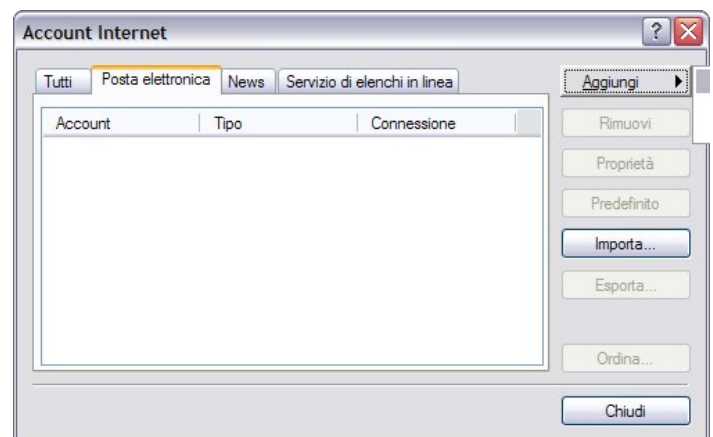 Account Internet
Tutti Posta elettronica News Servizio di elenchi in linea
Aggiungi
Account Tipo Connessione
Rimuovi
Proprietà
Predefinito
Importa...
Esporta...
Ordina...
Chiudi